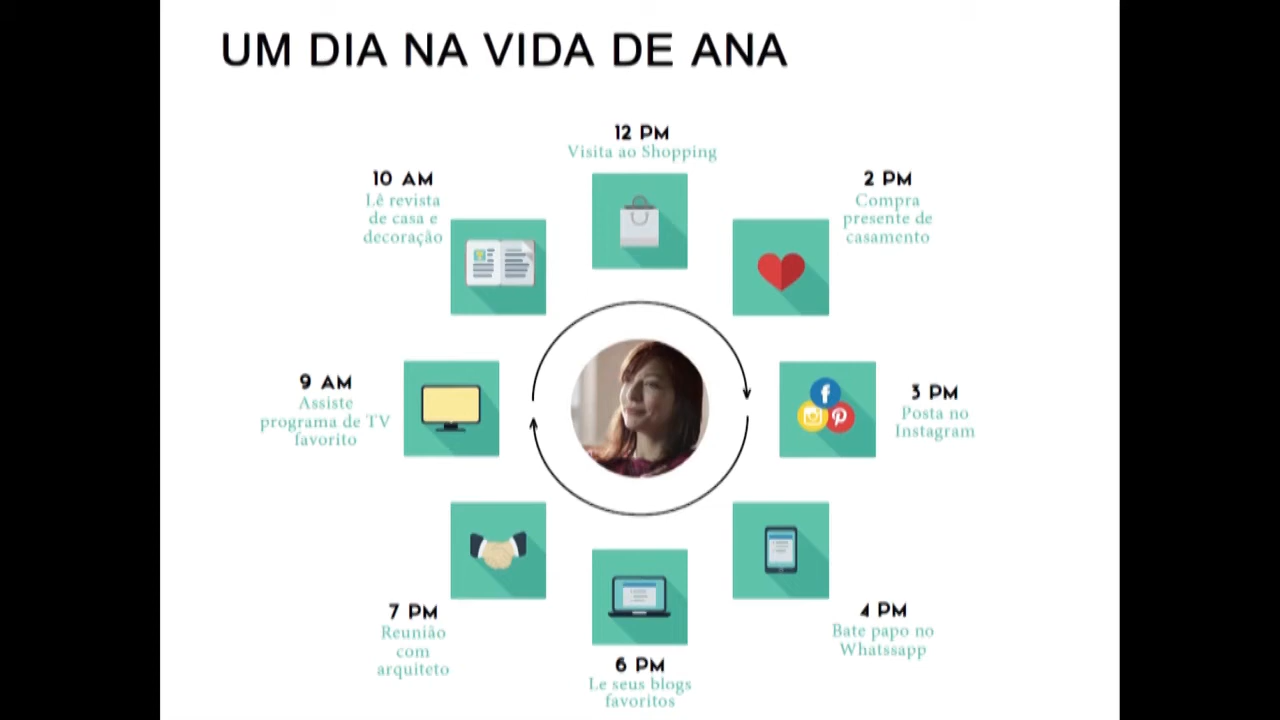 UM DIA NA VIDA DE ANA
12 PM
Visita ao Shopping
10 AM
Lê revista
de casa e
decoração
2 PM
Compra
presente de
casamento
9 AM
Assiste
programa de TV
favorito
3 PM
Posta no
Instagram
7 PM
Reunião
com
arquiteto
6 PM
Le seus blogs
favoritos
4 PM
Bate papo no
Whatssapp